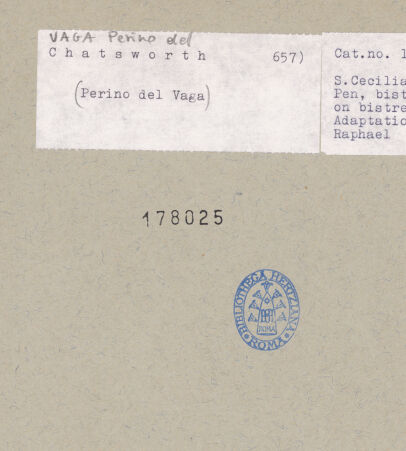 VAGA Perino del
Chatsworth 657)
(Perino del Vaga)
Cat.no. 1
S.Cecilia
Pen, bist
on bistre
Adaptatio
Raphael
178025
BIBLIOTHECA HERTZIANA
ROMA